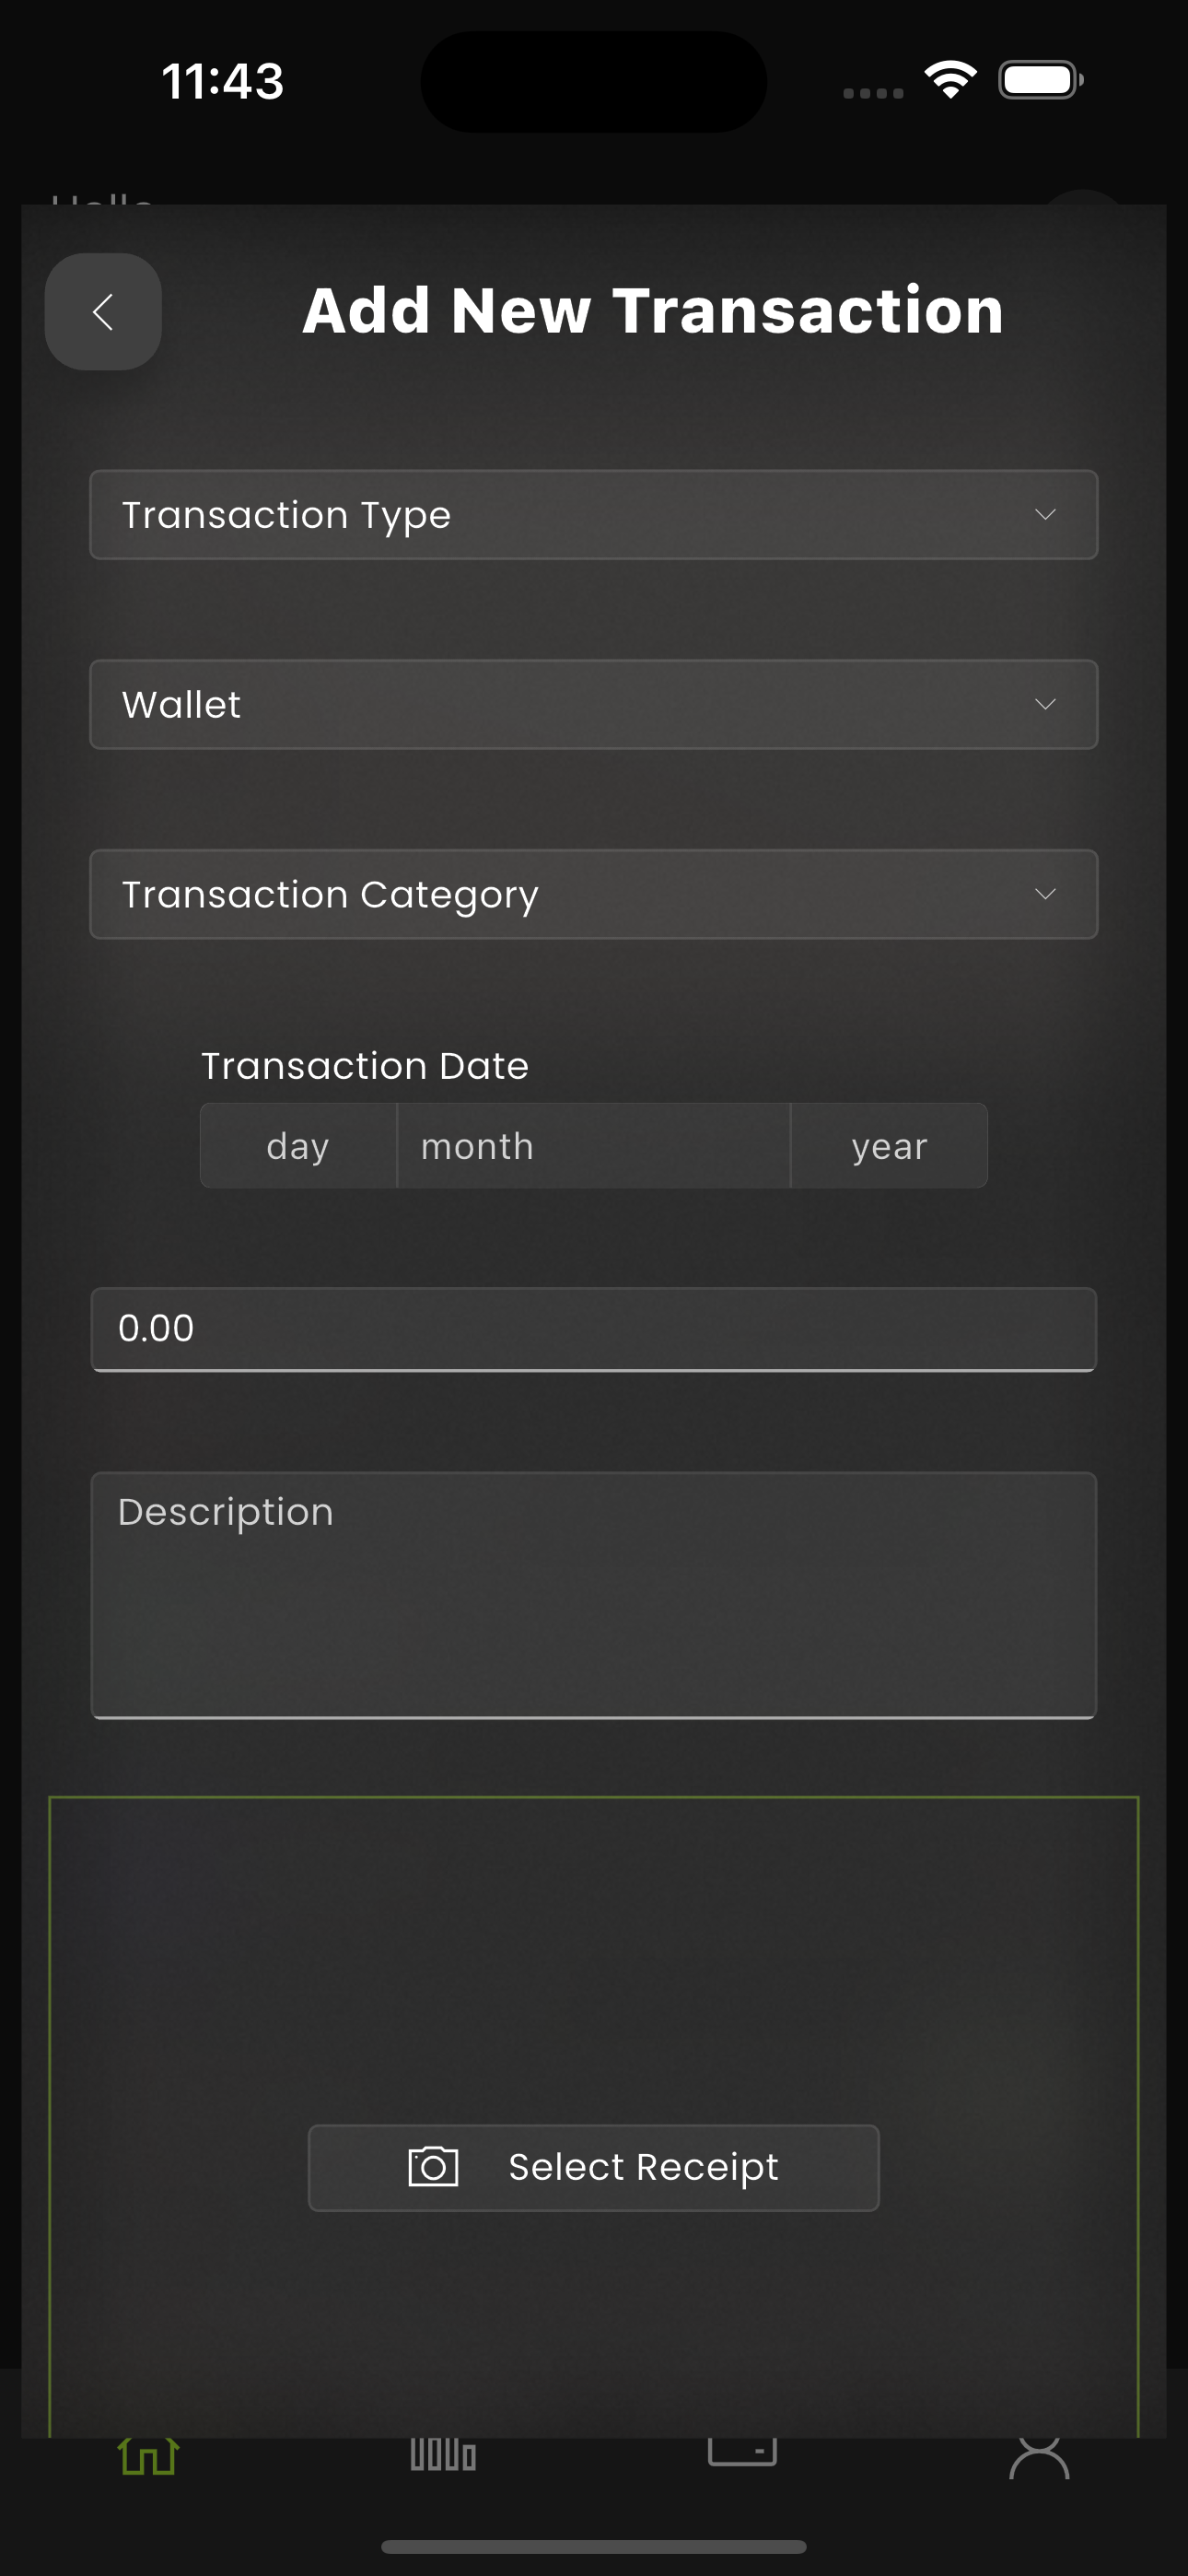 11:43
Hello
Add New Transaction
Transaction Type
Wallet
Transaction Category
Transaction Date
day month year
0.00
Description
Select Receipt